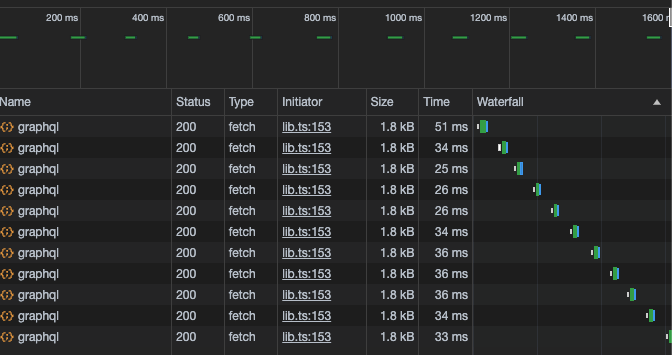 200 ms 400 ms 600 ms 800 ms 1000 ms 1200 ms 1400 ms 1600
Name Status Type Initiator Size Time Waterfall
graphql 200 fetch lib.ts:153 1.8 kB 51 ms
graphql 200 fetch lib.ts:153 1.8 kB 34 ms
graphql 200 fetch lib.ts:153 1.8 kB 25 ms
graphql 200 fetch lib.ts:153 1.8 kB 26 ms
graphql 200 fetch lib.ts:153 1.8 kB 26 ms
graphql 200 fetch lib.ts:153 1.8 kB 34 ms
graphql 200 fetch lib.ts:153 1.8 kB 36 ms
graphql 200 fetch lib.ts:153 1.8 kB 36 ms
graphql 200 fetch lib.ts:153 1.8 kB 36 ms
graphql 200 fetch lib.ts:153 1.8 kB 34 ms
graphql 200 fetch lib.ts:153 1.8 kB 33 ms